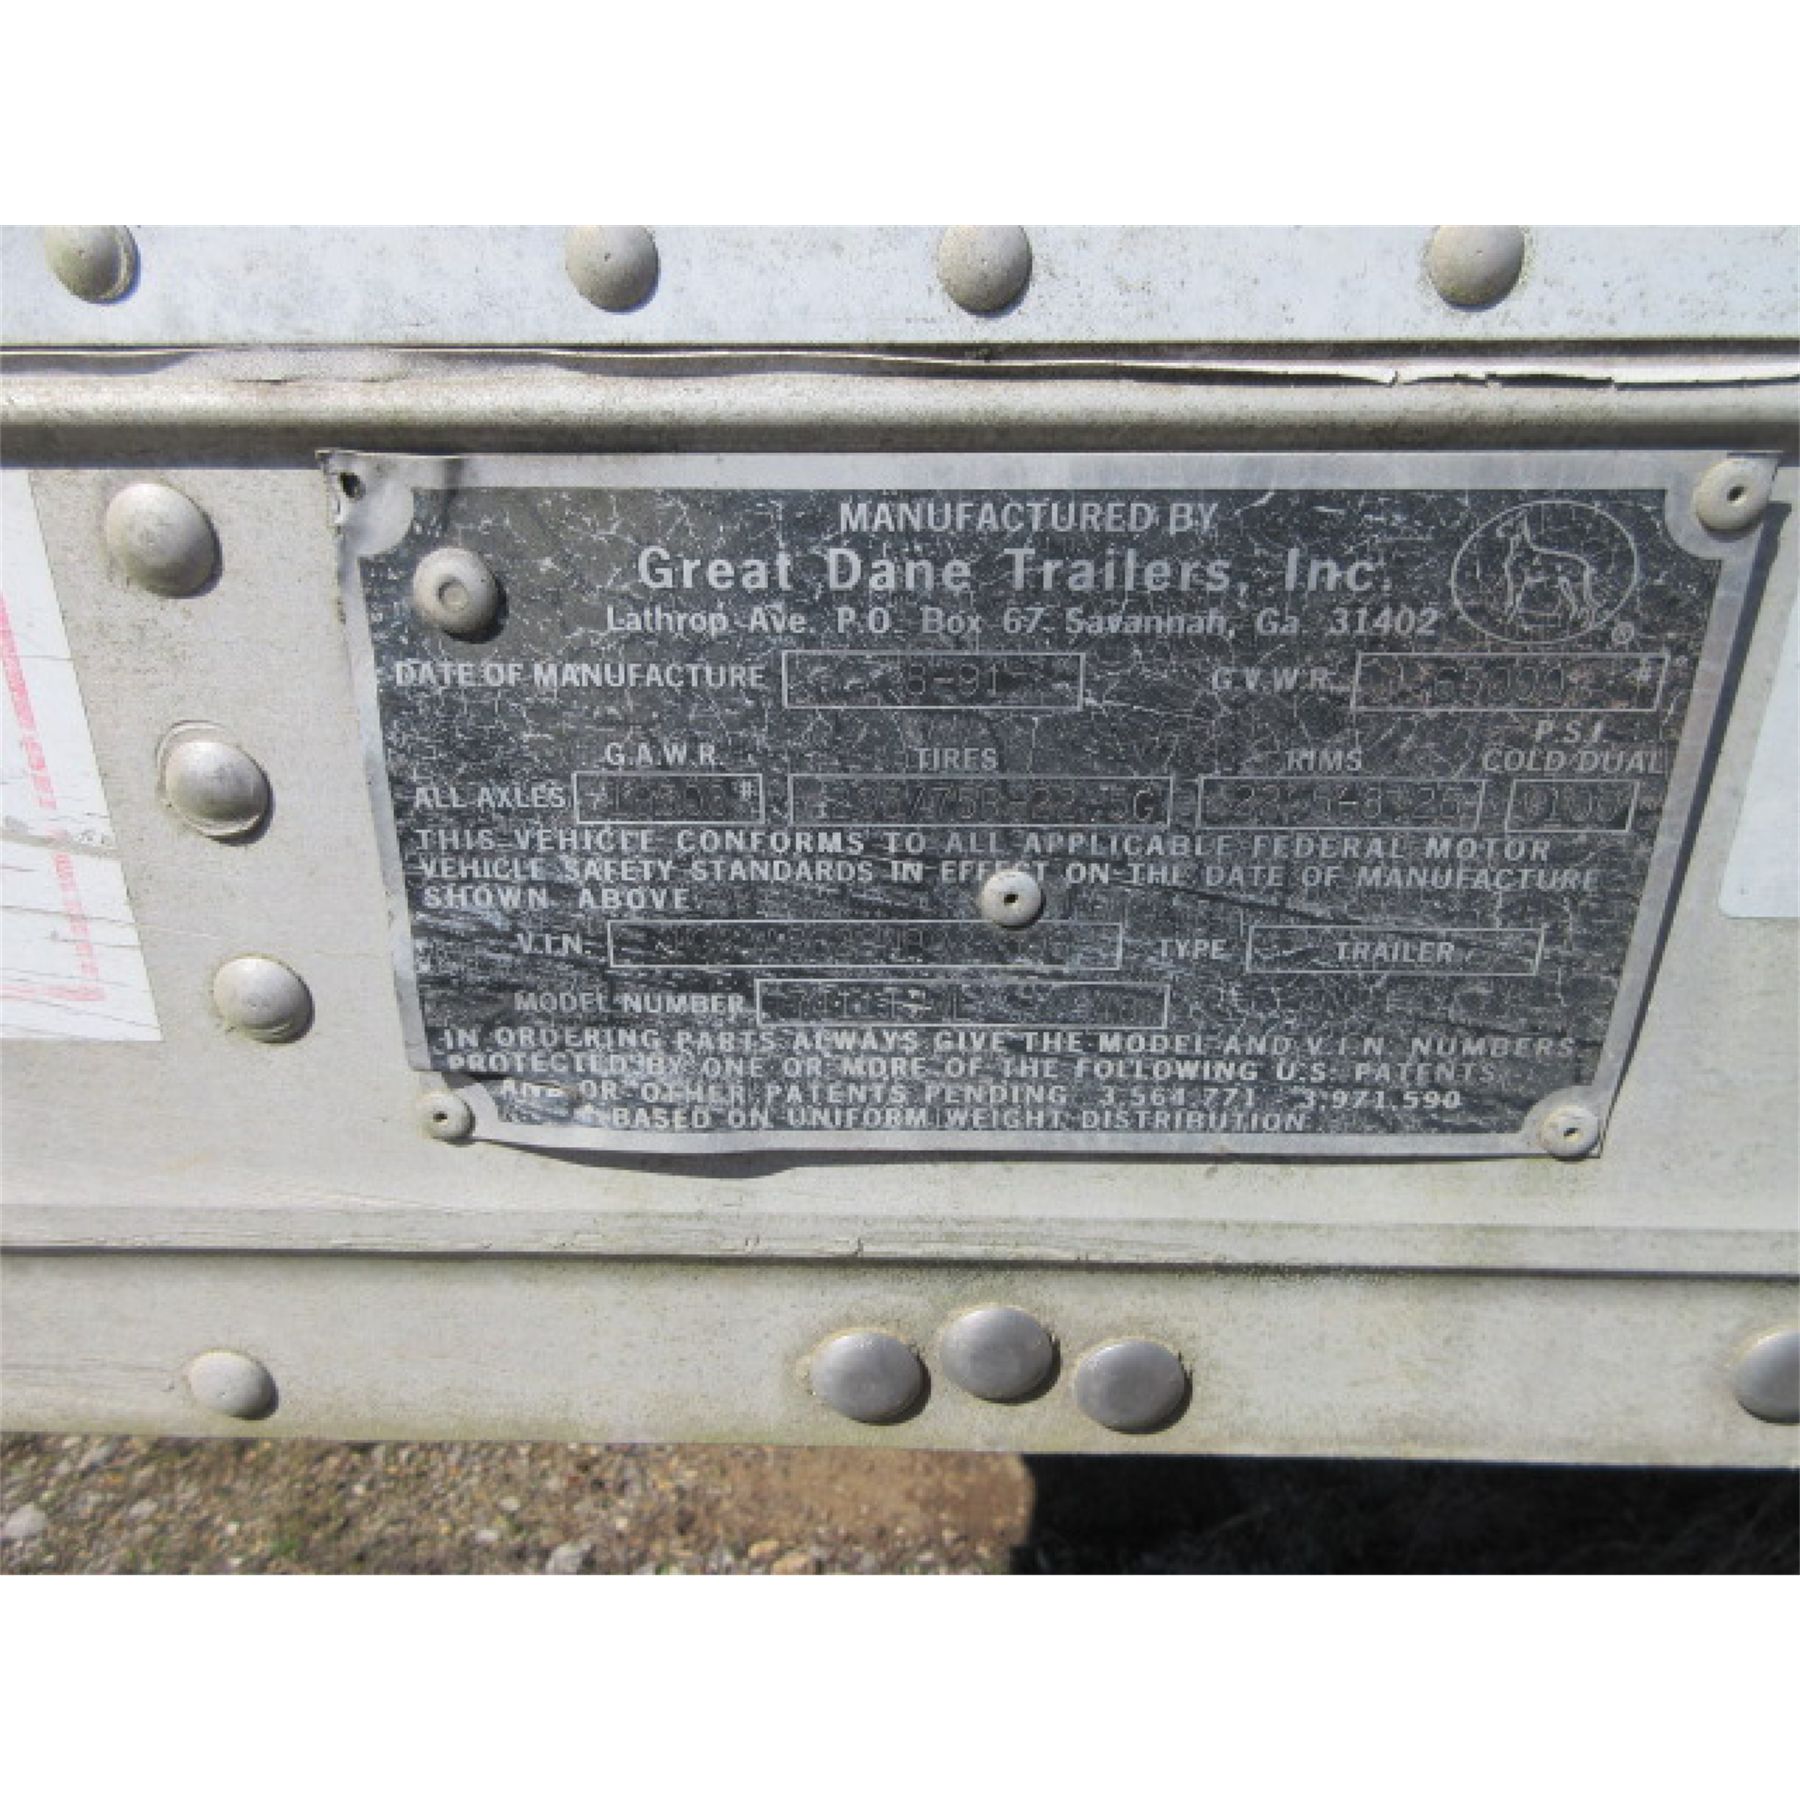 MANUFACTURED BY
Great Dane Trailers, Inc.
Lathrop Ave. P.O. Box 67 Savannah, Ga. 31402 ®
DATE OF MANUFACTURE 8-91 G.V.W.R. 65000 #*
P.S.I.
G.A.W.R. TIRES RIMS COLD DUAL
ALL AXLES #
THIS VEHICLE CONFORMS TO ALL APPLICABLE FEDERAL MOTOR
VEHICLE SAFETY STANDARDS IN EFFECT ON THE DATE OF MANUFACTURE
SHOWN ABOVE.
V.I.N. TYPE TRAILER
MODEL NUMBER
IN ORDERING PARTS ALWAYS GIVE THE MODEL AND V.I.N. NUMBERS
PROTECTED BY ONE OR MORE OF THE FOLLOWING U.S. PATENTS
AND OR OTHER PATENTS PENDING 3,564,771 3,971,590
BASED ON UNIFORM WEIGHT DISTRIBUTION